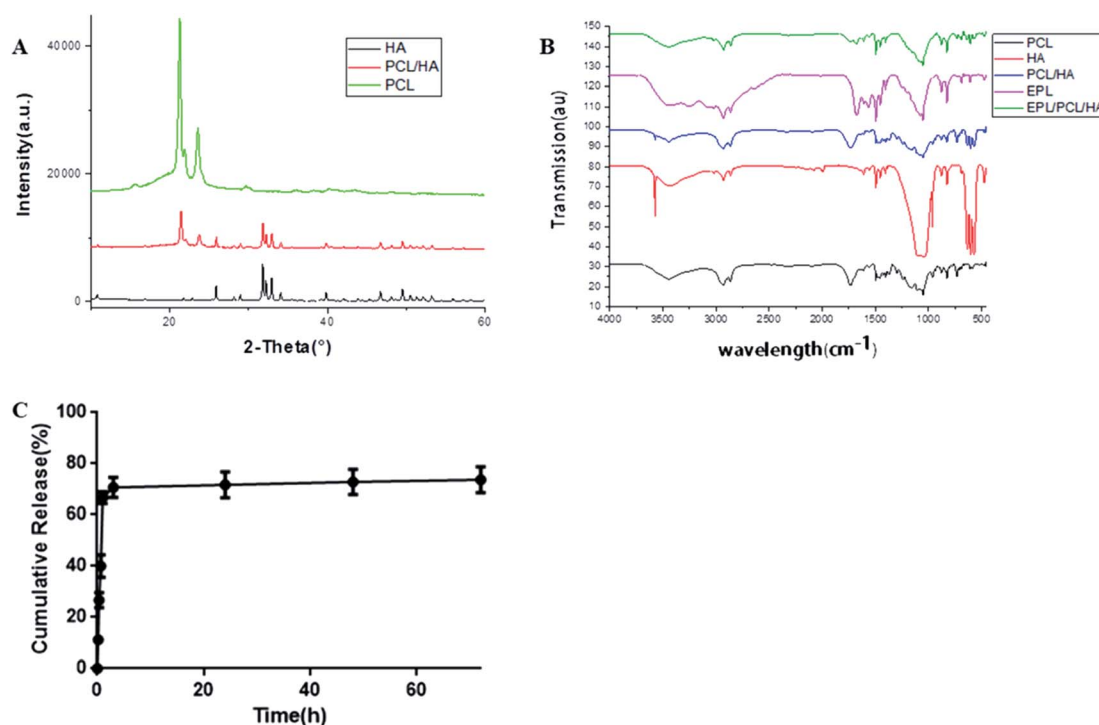 A
Intensity(a.u.)
40000
20000
0
HA
PCL/HA
PCL
20
40
60
2-Theta(°)
B
Transmission(au)
150
140
130
120
110
100
90
80
70
60
50
40
30
20
10
PCL
HA
PCL/HA
EPL
EPL/PCL/HA
4000
3500
3000
2500
2000
1500
1000
500
wavelength(cm⁻¹)
C
Cumulative Release(%)
100
80
60
40
20
0
0
20
40
60
Time(h)